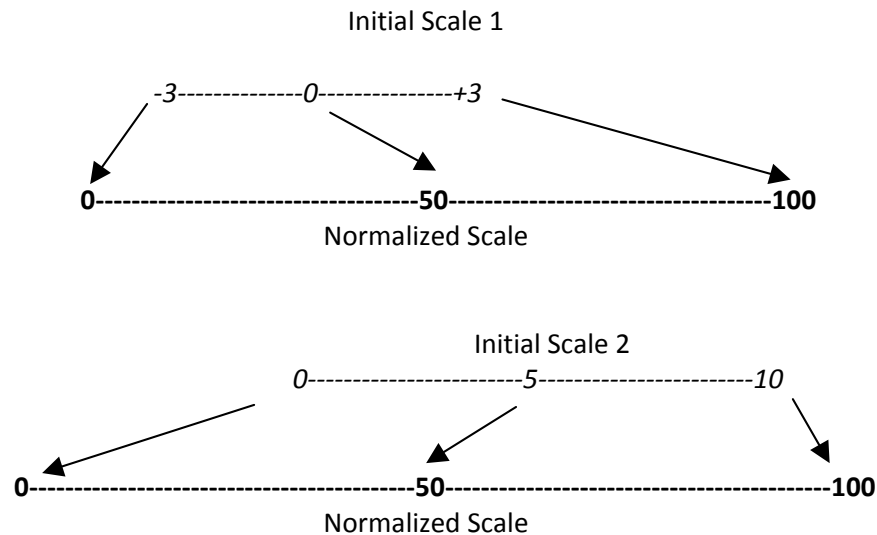 Initial Scale 1
-3--------------0---------------+3
0------------------------------------50------------------------------------100
Normalized Scale
Initial Scale 2
0-----------------------5------------------------10
0---------------------------------------------50---------------------------------------------100
Normalized Scale